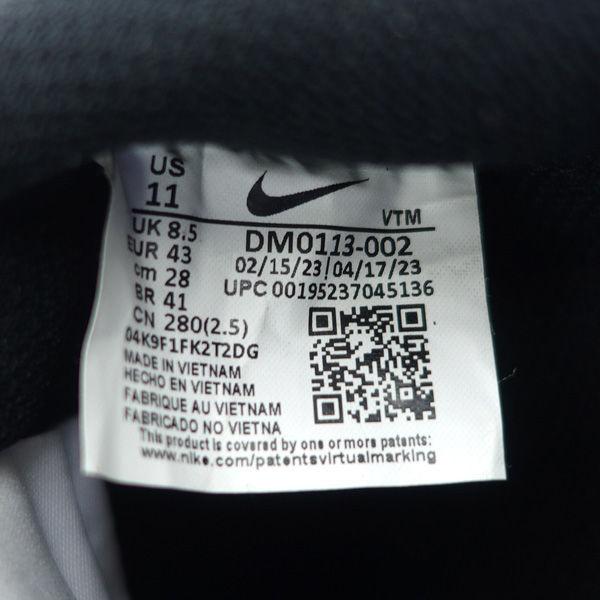 US
11
VTM
UK 8.5
EUR 43
cm 28
BR 41
CN 280(2.5)
04K9F1FK2T2DG
DM0113-002
02/15/23 04/17/23
UPC 00195237045136
MADE IN VIETNAM
HECHO EN VIETNAM
FABRIQUE AU VIETNAM
FABRICADO NO VIETNA
This product is covered by one or more patents:
www.nike.com/patentsvirtualmarking